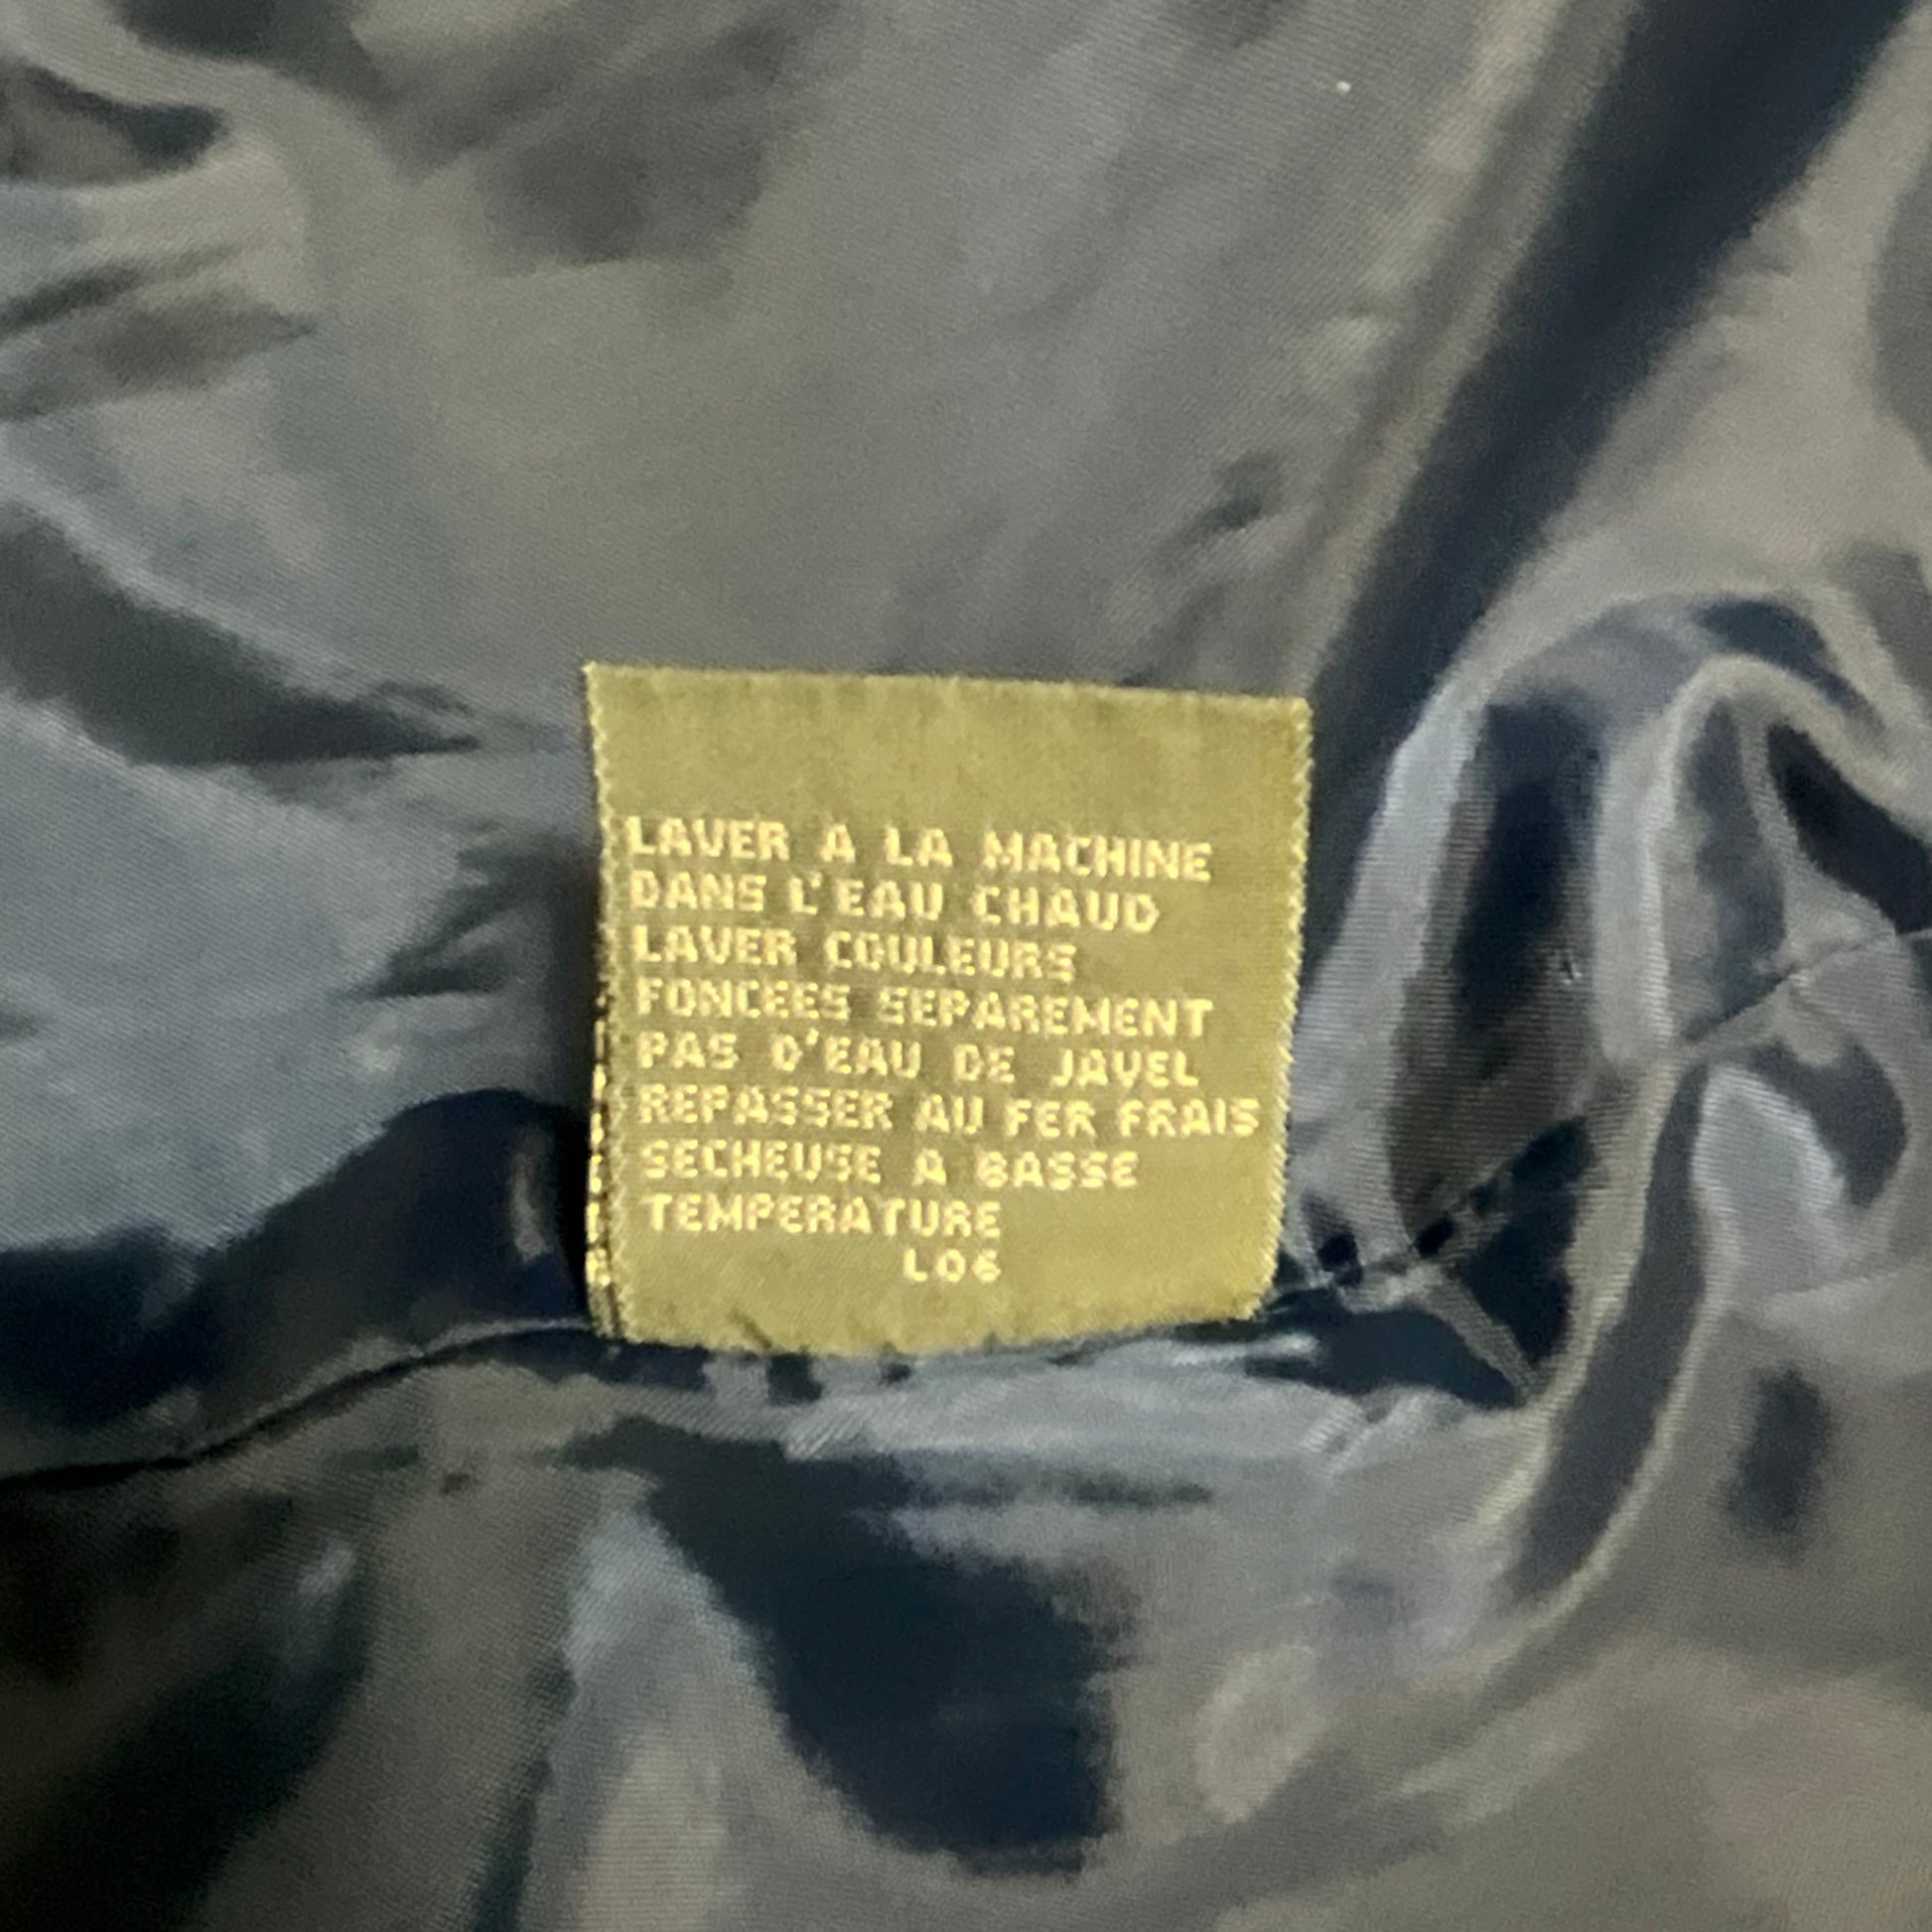 LAVER A LA MACHINE
DANS L'EAU CHAUD
LAVER COULEURS
FONCEES SEPAREMENT
PAS D'EAU DE JAVEL
REPASSER AU FER FRAIS
SECHEUSE A BASSE
TEMPERATURE
L06